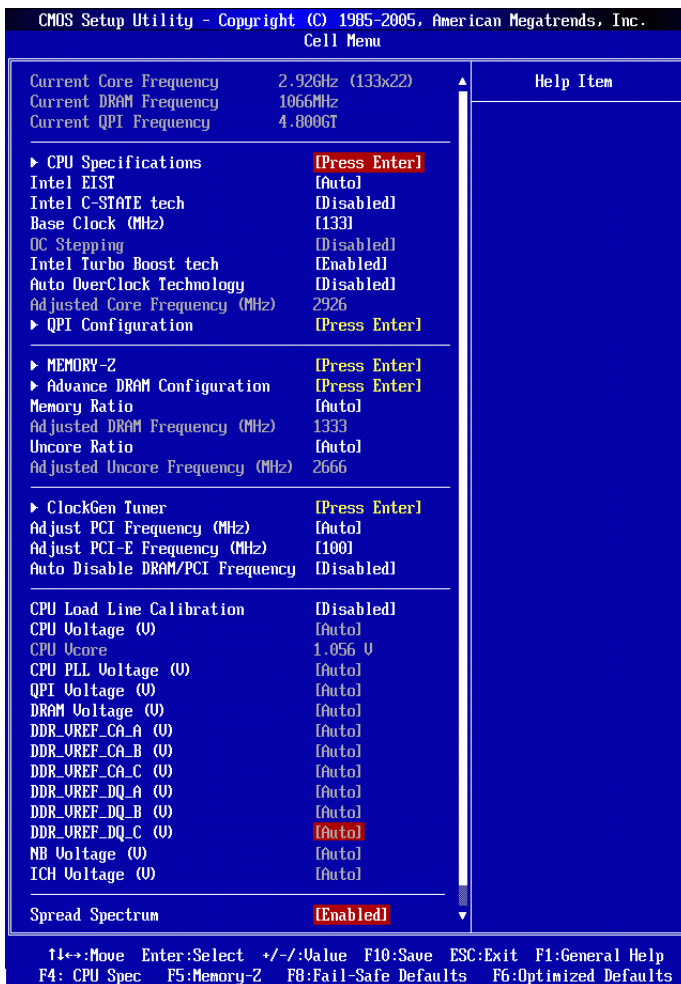 CMOS Setup Utility - Copyright (C) 1985-2005, American Megatrends, Inc.
Cell Menu
Current Core Frequency 2.92GHz (133x22)
Current DRAM Frequency 1066MHz
Current QPI Frequency 4.800GT
Help Item
▶ CPU Specifications [Press Enter]
Intel EIST [Auto]
Intel C-STATE tech [Disabled]
Base Clock (MHz) [133]
OC Stepping [Disabled]
Intel Turbo Boost tech [Enabled]
Auto OverClock Technology [Disabled]
Adjusted Core Frequency (MHz) 2926
▶ QPI Configuration [Press Enter]
▶ MEMORY-Z [Press Enter]
▶ Advance DRAM Configuration [Press Enter]
Memory Ratio [Auto]
Adjusted DRAM Frequency (MHz) 1333
Uncore Ratio [Auto]
Adjusted Uncore Frequency (MHz) 2666
▶ ClockGen Tuner [Press Enter]
Adjust PCI Frequency (MHz) [Auto]
Adjust PCI-E Frequency (MHz) [100]
Auto Disable DRAM/PCI Frequency [Disabled]
CPU Load Line Calibration [Disabled]
CPU Voltage (V) [Auto]
CPU Vcore 1.056 V
CPU PLL Voltage (V) [Auto]
QPI Voltage (V) [Auto]
DRAM Voltage (V) [Auto]
DDR_VREF_CA_A (V) [Auto]
DDR_VREF_CA_B (V) [Auto]
DDR_VREF_CA_C (V) [Auto]
DDR_VREF_DQ_A (V) [Auto]
DDR_VREF_DQ_B (V) [Auto]
DDR_VREF_DQ_C (V) [Auto]
NB Voltage (V) [Auto]
ICH Voltage (V) [Auto]
Spread Spectrum [Enabled]
↑↓←→:Move Enter:Select +/-/:Value F10:Save ESC:Exit F1:General Help
F4: CPU Spec F5:Memory-Z F8:Fail-Safe Defaults F6:Optimized Defaults